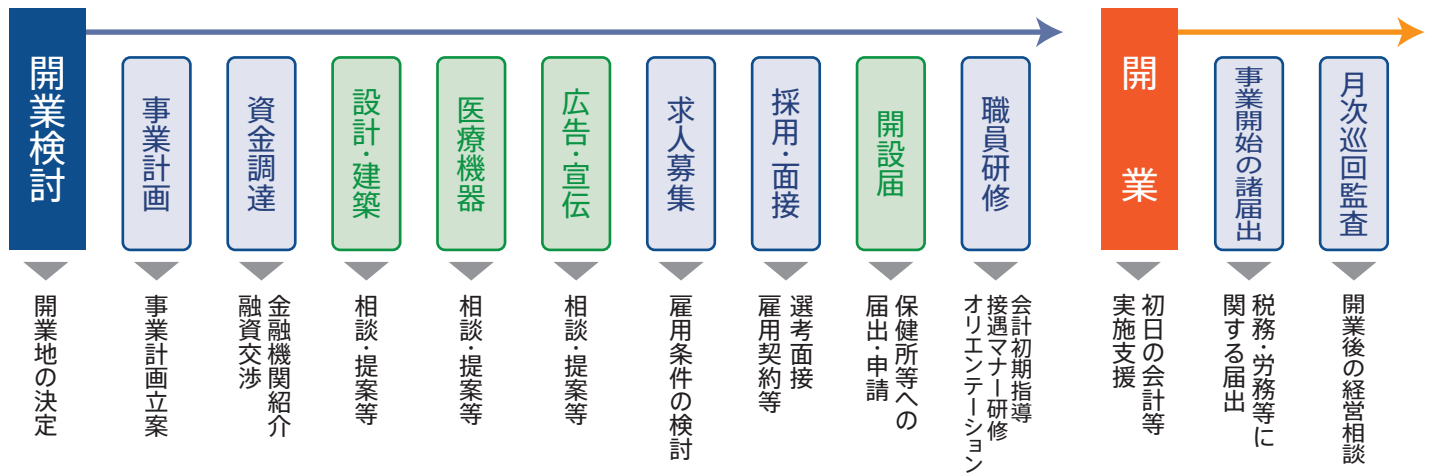 開業検討
事業計画
資金調達
設計・建築
医療機器
広告・宣伝
求人募集
採用・面接
開設届
職員研修
開業
事業開始の諸届出
月次巡回監査
開業地の決定
事業計画立案
金融機関紹介
融資交渉
相談・提案等
相談・提案等
相談・提案等
雇用条件の検討
選考面接
雇用契約等
保健所等への
届出・申請
会計初期指導
接遇マナー研修
オリエンテーション
初日の会計等
実施支援
税務・労務等に
関する届出
開業後の経営相談